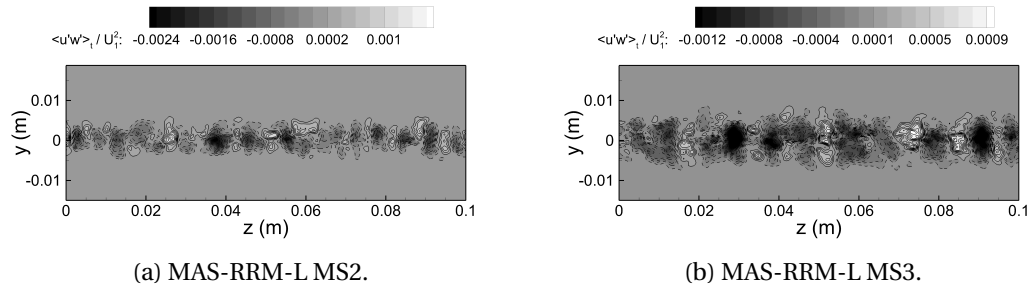 <u'w'>t / U₁²: -0.0024 -0.0016 -0.0008 0.0002 0.001
y (m)
0.01
0
-0.01
0 0.02 0.04 0.06 0.08 0.1
z (m)
(a) MAS-RRM-L MS2.
<u'w'>t / U₁²: -0.0012 -0.0008 -0.0004 0.0001 0.0005 0.0009
y (m)
0.01
0
-0.01
0 0.02 0.04 0.06 0.08 0.1
z (m)
(b) MAS-RRM-L MS3.